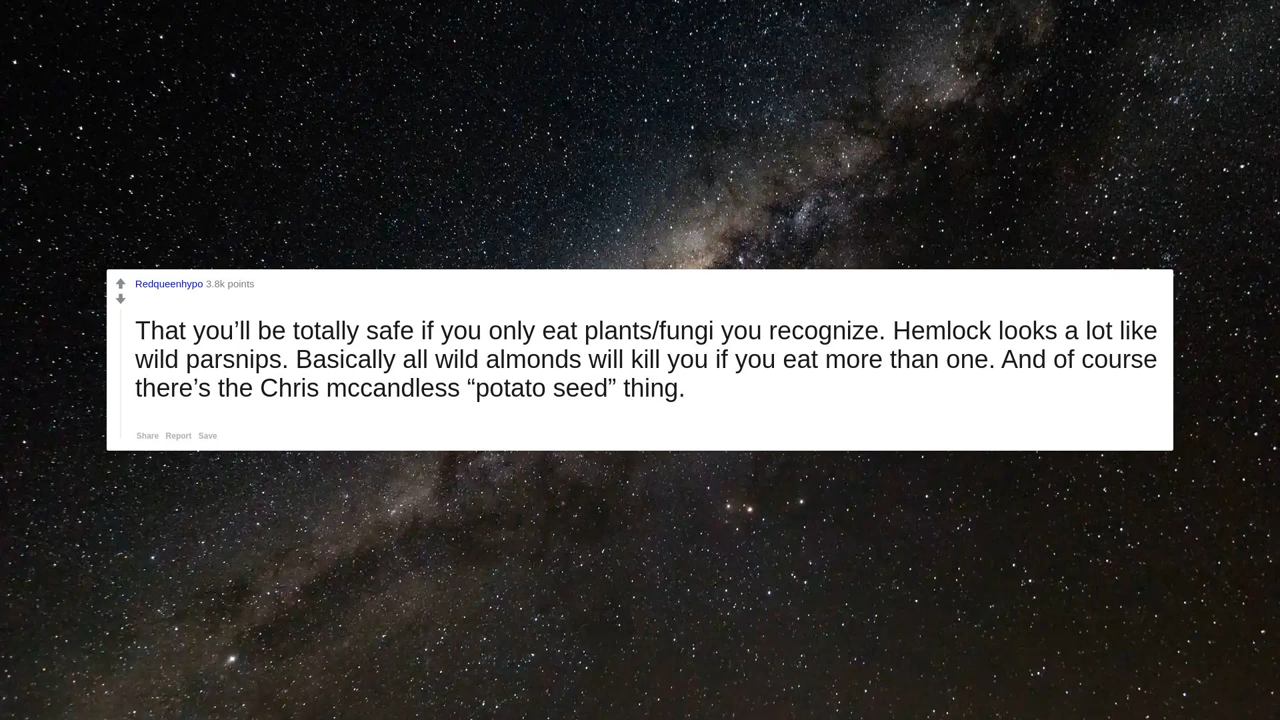 Redqueenhypo 3.8k points
That you’ll be totally safe if you only eat plants/fungi you recognize. Hemlock looks a lot like
wild parsnips. Basically all wild almonds will kill you if you eat more than one. And of course
there’s the Chris mccandless “potato seed” thing.
Share Report Save